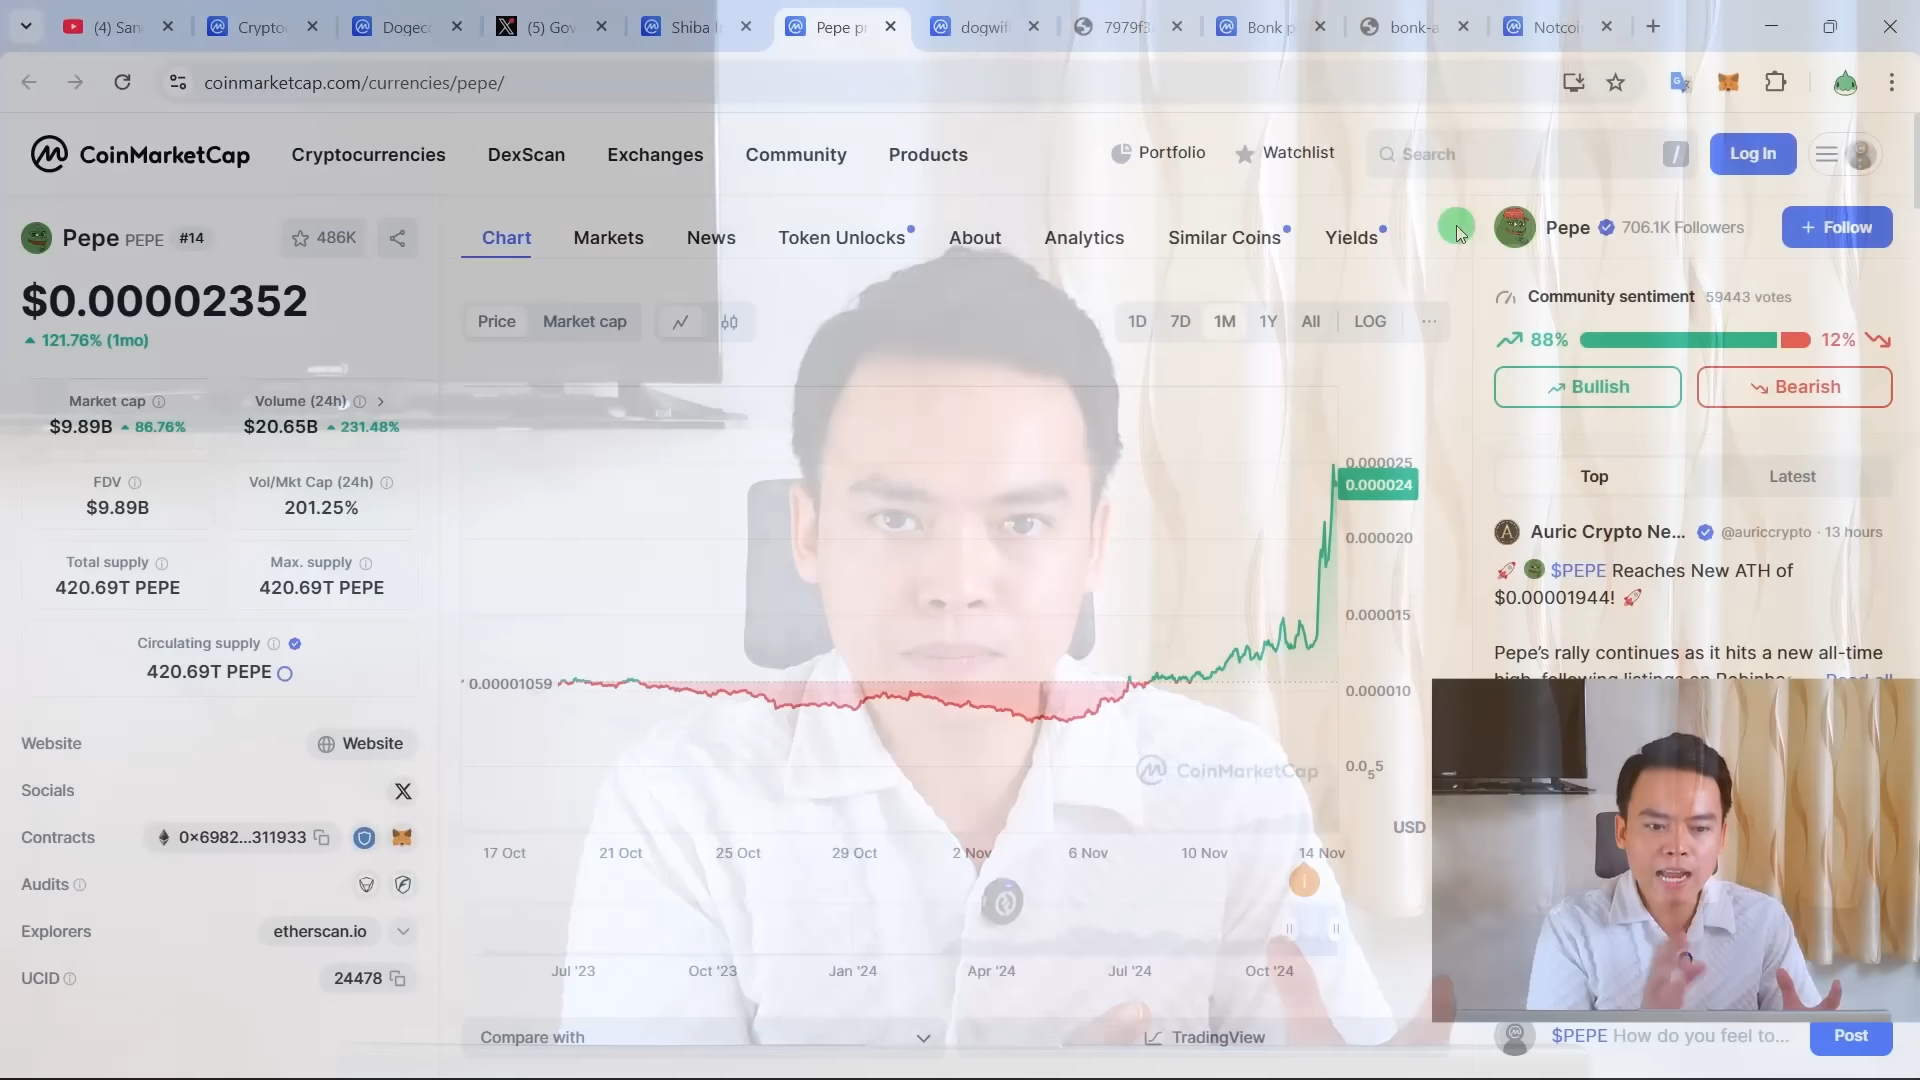 (4) San
Crypto
Dogec
(5) Gov
Shiba In
Pepe pr
dogwif
7979f3
Bonk p
bonk-a
Notcoi
coinmarketcap.com/currencies/pepe/
CoinMarketCap
Cryptocurrencies
DexScan
Exchanges
Community
Products
Portfolio
Watchlist
Search
/
Log In
Pepe PEPE #14
486K
$0.00002352
121.76% (1mo)
Market cap
$9.89B 86.76%
Volume (24h)
$20.65B 231.48%
FDV
$9.89B
Vol/Mkt Cap (24h)
201.25%
Total supply
420.69T PEPE
Max. supply
420.69T PEPE
Circulating supply
420.69T PEPE
Website
Website
Socials
X
Contracts
0x6982...311933
Audits
Explorers
etherscan.io
UCID
24478
Chart
Markets
News
Token Unlocks
About
Analytics
Similar Coins
Yields
Price
Market cap
1D
7D
1M
1Y
All
LOG
...
0.000025
0.000024
0.000020
0.000015
0.000010
0.0₅5
0.00001059
CoinMarketCap
USD
17 Oct
21 Oct
25 Oct
29 Oct
2 Nov
6 Nov
10 Nov
14 Nov
Jul '23
Oct '23
Jan '24
Apr '24
Jul '24
Oct '24
Compare with
TradingView
Pepe
706.1K Followers
+ Follow
Community sentiment 59443 votes
88%
12%
Bullish
Bearish
Top
Latest
Auric Crypto Ne... @auriccrypto · 13 hours
🚀 $PEPE Reaches New ATH of
$0.00001944! 🚀
Pepe's rally continues as it hits a new all-time
$PEPE How do you feel to...
Post